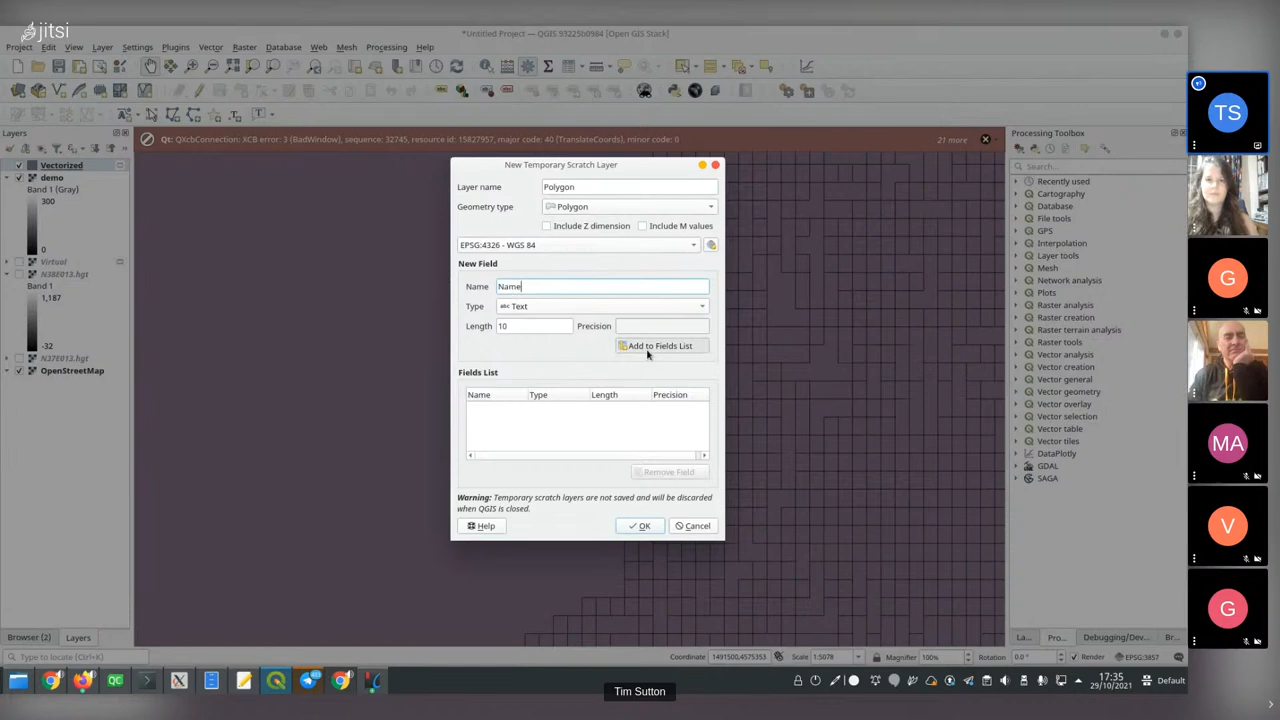 jitsi
*Untitled Project — QGIS 93225b0984 [Open GIS Stack]
Project Edit View Layer Settings Plugins Vector Raster Database Web Mesh Processing Help
Layers
Qt: QXcbConnection: XCB error: 3 (BadWindow), sequence: 32745, resource id: 15827957, major code: 40 (TranslateCoords), minor code: 0
21 more
Vectorized
demo
Band 1 (Gray)
300
0
Virtual
N38E013.hgt
Band 1
1,187
-32
N37E013.hgt
OpenStreetMap
New Temporary Scratch Layer
Layer name Polygon
Geometry type Polygon
Include Z dimension Include M values
EPSG:4326 - WGS 84
New Field
Name Name
Type abc Text
Length 10 Precision
Add to Fields List
Fields List
Name Type Length Precision
Remove Field
Warning: Temporary scratch layers are not saved and will be discarded
when QGIS is closed.
Help OK Cancel
Processing Toolbox
Search...
Recently used
Cartography
Database
File tools
GPS
Interpolation
Layer tools
Mesh
Network analysis
Plots
Raster analysis
Raster creation
Raster terrain analysis
Raster tools
Vector analysis
Vector creation
Vector general
Vector geometry
Vector overlay
Vector selection
Vector table
Vector tiles
DataPlotly
GDAL
SAGA
TS
G
MA
V
G
Browser (2) Layers
La... Pro... Debugging/Dev... Br...
Type to locate (Ctrl+K)
Coordinate 1491500,4575353 Scale 1:5078 Magnifier 100% Rotation 0.0 ° Render EPSG:3857
17:35
29/10/2021
Default
Tim Sutton